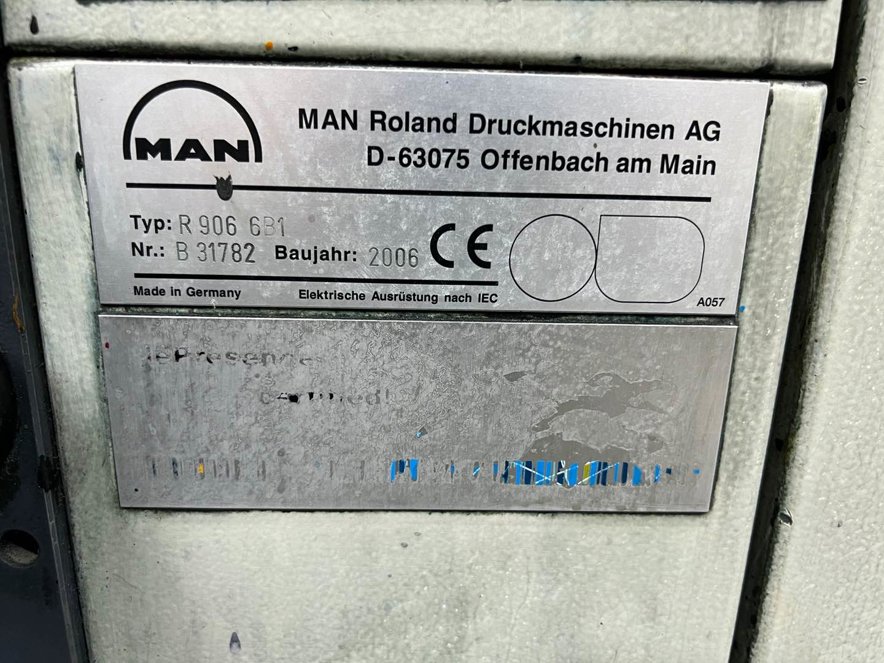 MAN
MAN Roland Druckmaschinen AG
D-63075 Offenbach am Main
Typ: R 906 6B1
Nr.: B 31782 Baujahr: 2006 CE
Made in Germany Elektrische Ausrüstung nach IEC
A057